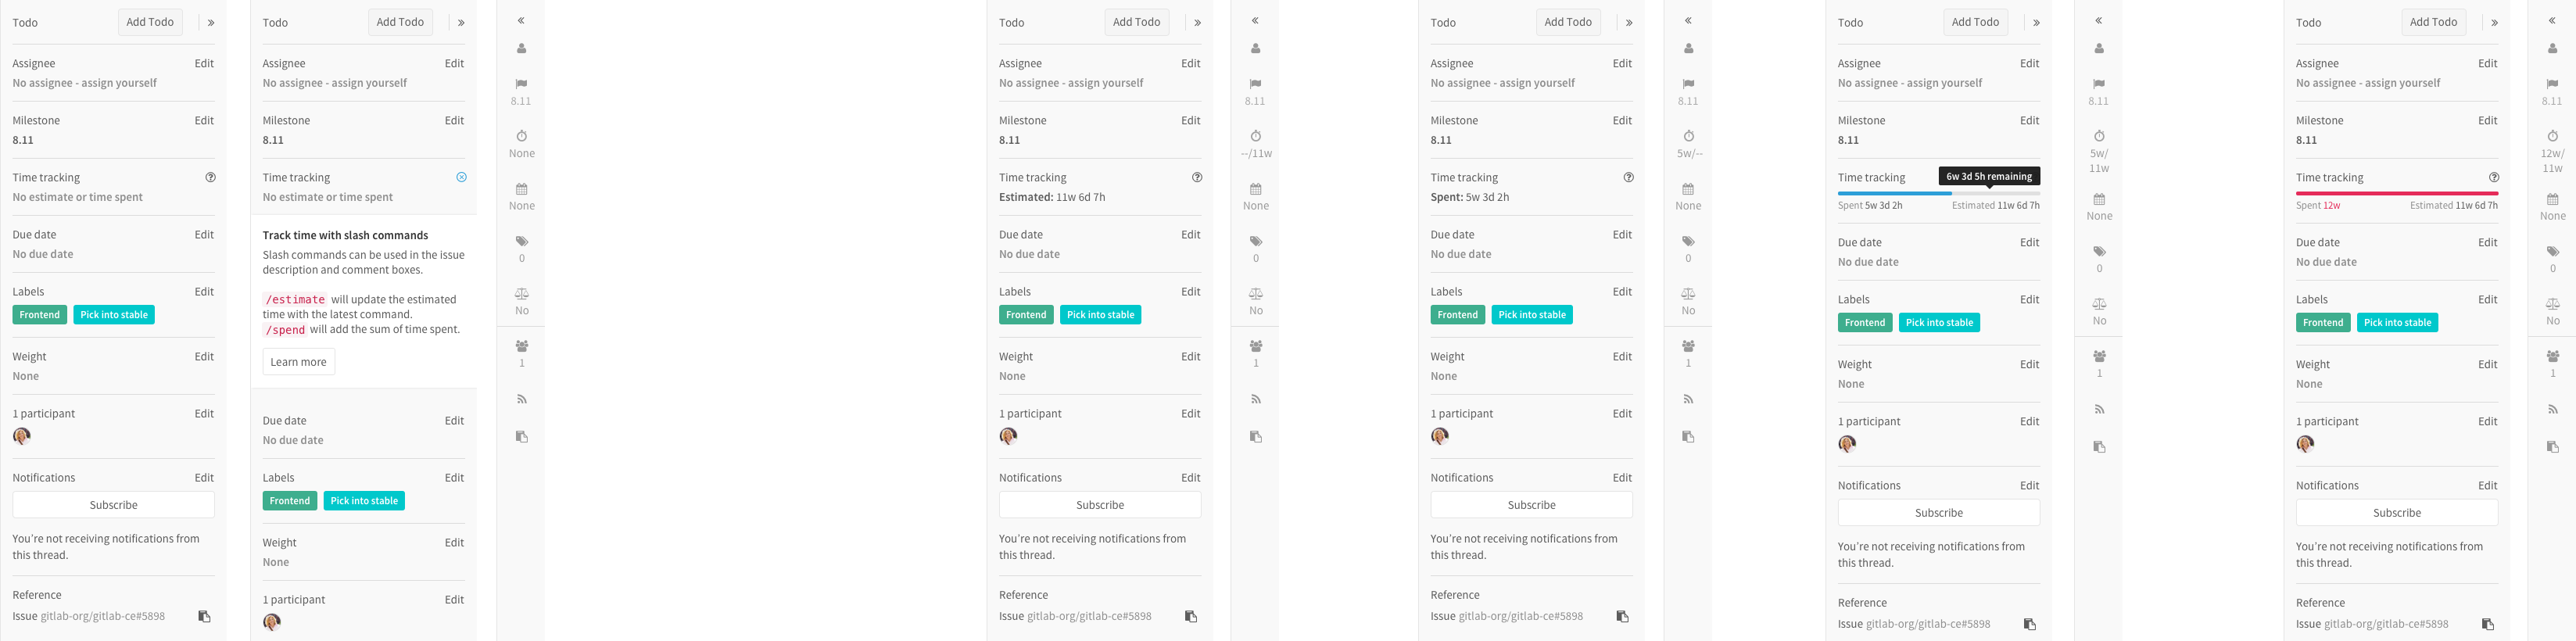 Todo Add Todo »
Assignee Edit
No assignee - assign yourself
Milestone Edit
8.11
Time tracking
No estimate or time spent
Due date Edit
No due date
Labels Edit
Frontend Pick into stable
Weight Edit
None
1 participant Edit
Notifications Edit
Subscribe
You're not receiving notifications from
this thread.
Reference
Issue gitlab-org/gitlab-ce#5898
Todo Add Todo »
Assignee Edit
No assignee - assign yourself
Milestone Edit
8.11
Time tracking
No estimate or time spent
Track time with slash commands
Slash commands can be used in the issue
description and comment boxes.
/estimate will update the estimated
time with the latest command.
/spend will add the sum of time spent.
Learn more
Due date Edit
No due date
Labels Edit
Frontend Pick into stable
Weight Edit
None
1 participant Edit
«
8.11
None
None
0
No
1
Todo Add Todo »
Assignee Edit
No assignee - assign yourself
Milestone Edit
8.11
Time tracking
Estimated: 11w 6d 7h
Due date Edit
No due date
Labels Edit
Frontend Pick into stable
Weight Edit
None
1 participant Edit
Notifications Edit
Subscribe
You're not receiving notifications from
this thread.
Reference
Issue gitlab-org/gitlab-ce#5898
«
8.11
--/11w
None
0
No
1
Todo Add Todo »
Assignee Edit
No assignee - assign yourself
Milestone Edit
8.11
Time tracking
Spent: 5w 3d 2h
Due date Edit
No due date
Labels Edit
Frontend Pick into stable
Weight Edit
None
1 participant Edit
Notifications Edit
Subscribe
You're not receiving notifications from
this thread.
Reference
Issue gitlab-org/gitlab-ce#5898
«
8.11
5w/--
None
0
No
1
Todo Add Todo »
Assignee Edit
No assignee - assign yourself
Milestone Edit
8.11
Time tracking 6w 3d 5h remaining
Spent 5w 3d 2h Estimated 11w 6d 7h
Due date Edit
No due date
Labels Edit
Frontend Pick into stable
Weight Edit
None
1 participant Edit
Notifications Edit
Subscribe
You're not receiving notifications from
this thread.
Reference
Issue gitlab-org/gitlab-ce#5898
«
8.11
5w/
11w
None
0
No
1
Todo Add Todo »
Assignee Edit
No assignee - assign yourself
Milestone Edit
8.11
Time tracking
Spent 12w Estimated 11w 6d 7h
Due date Edit
No due date
Labels Edit
Frontend Pick into stable
Weight Edit
None
1 participant Edit
Notifications Edit
Subscribe
You're not receiving notifications from
this thread.
Reference
Issue gitlab-org/gitlab-ce#5898
«
8.11
12w/
11w
None
0
No
1